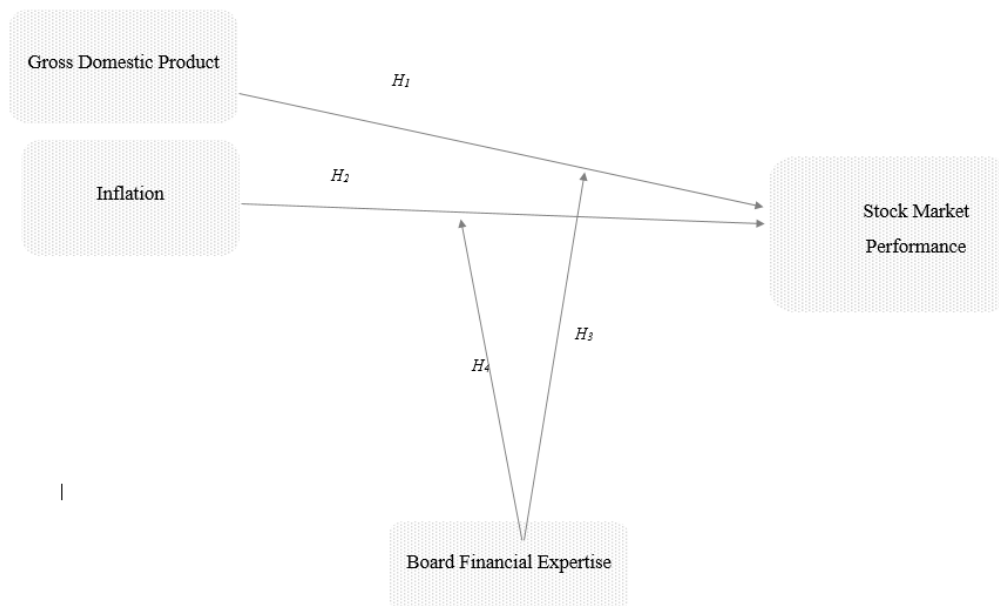 Gross Domestic Product
H1
Inflation
H2
Stock Market
Performance
H3
H4
Board Financial Expertise